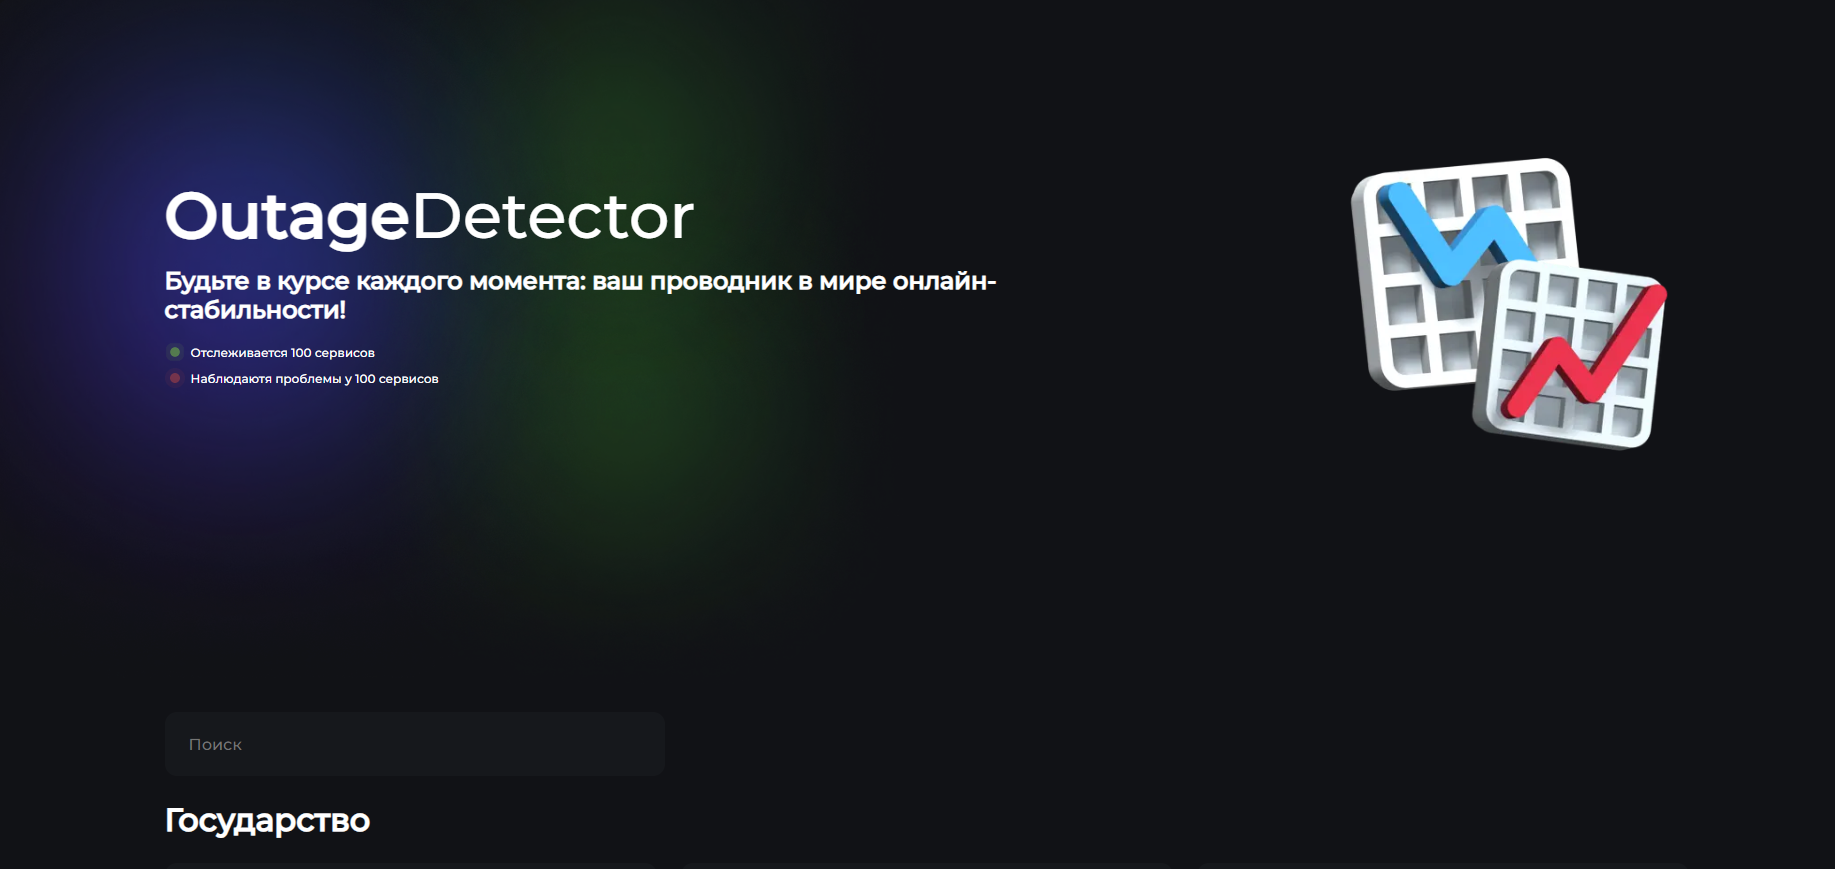 OutageDetector
Будьте в курсе каждого момента: ваш проводник в мире онлайн-
стабильности!
Отслеживается 100 сервисов
Наблюдаютя проблемы у 100 сервисов
Поиск
Государство